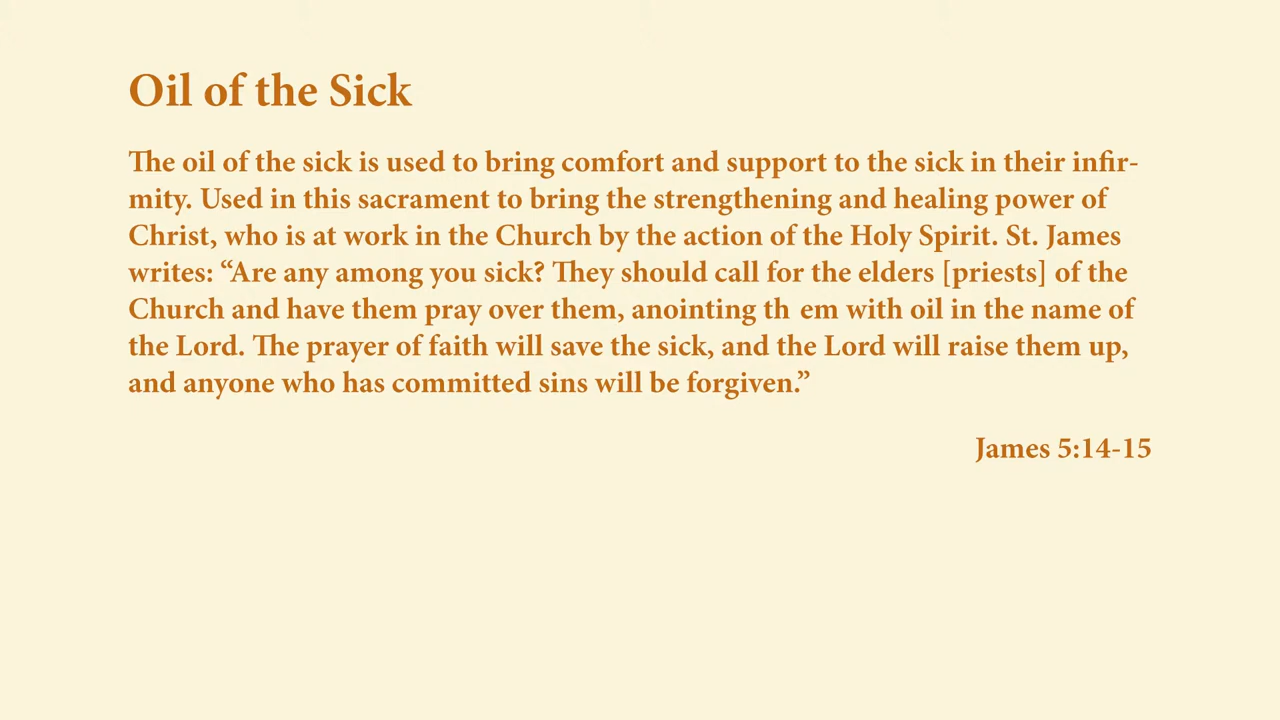 Oil of the Sick
The oil of the sick is used to bring comfort and support to the sick in their infir-
mity. Used in this sacrament to bring the strengthening and healing power of
Christ, who is at work in the Church by the action of the Holy Spirit. St. James
writes: “Are any among you sick? They should call for the elders [priests] of the
Church and have them pray over them, anointing th em with oil in the name of
the Lord. The prayer of faith will save the sick, and the Lord will raise them up,
and anyone who has committed sins will be forgiven.”
James 5:14-15